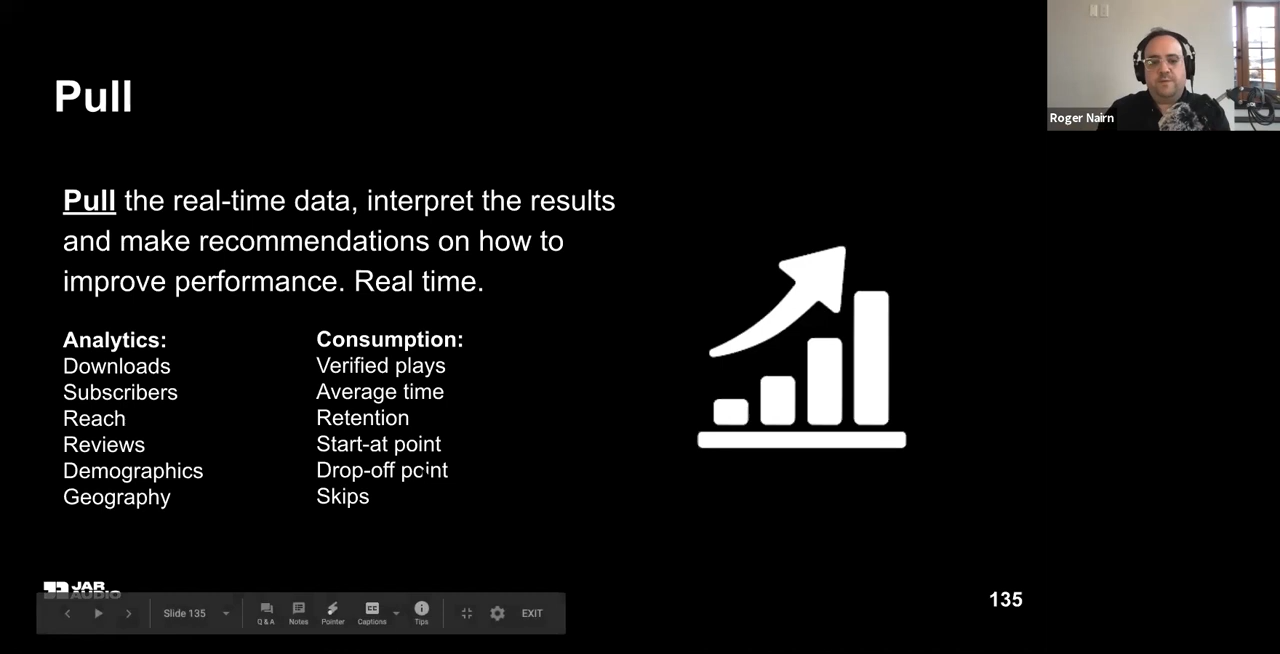 Pull
Roger Nairn
Pull the real-time data, interpret the results
and make recommendations on how to
improve performance. Real time.
Analytics:
Downloads
Subscribers
Reach
Reviews
Demographics
Geography
Consumption:
Verified plays
Average time
Retention
Start-at point
Drop-off point
Skips
JAR
AUDIO
135
Slide 135
Q & A
Notes
Pointer
CC
Captions
Tips
EXIT